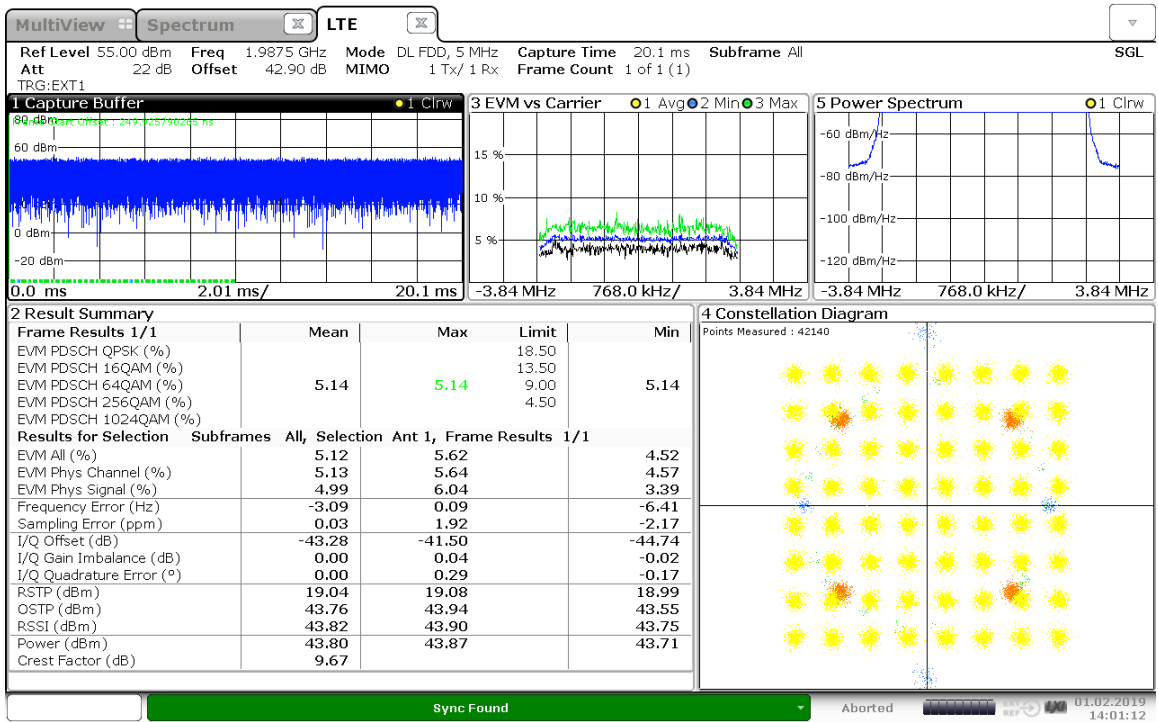 MultiView
Spectrum
LTE
Ref Level 55.00 dBm Freq 1.9875 GHz Mode DL FDD, 5 MHz Capture Time 20.1 ms Subframe All SGL
Att 22 dB Offset 42.90 dB MIMO 1 Tx/ 1 Rx Frame Count 1 of 1 (1)
TRG:EXT1
1 Capture Buffer 1 Clrw
Frame Start Offset : 249.925790285 ns
80 dBm
60 dBm
0 dBm
-20 dBm
0.0 ms 2.01 ms/ 20.1 ms
3 EVM vs Carrier 1 Avg 2 Min 3 Max
15 %
10 %
5 %
-3.84 MHz 768.0 kHz/ 3.84 MHz
5 Power Spectrum 1 Clrw
-60 dBm/Hz
-80 dBm/Hz
-100 dBm/Hz
-120 dBm/Hz
-3.84 MHz 768.0 kHz/ 3.84 MHz
2 Result Summary
Frame Results 1/1 Mean Max Limit Min
EVM PDSCH QPSK (%) 18.50
EVM PDSCH 16QAM (%) 13.50
EVM PDSCH 64QAM (%) 5.14 5.14 9.00 5.14
EVM PDSCH 256QAM (%) 4.50
EVM PDSCH 1024QAM (%)
Results for Selection Subframes All, Selection Ant 1, Frame Results 1/1
EVM All (%) 5.12 5.62 4.52
EVM Phys Channel (%) 5.13 5.64 4.57
EVM Phys Signal (%) 4.99 6.04 3.39
Frequency Error (Hz) -3.09 0.09 -6.41
Sampling Error (ppm) 0.03 1.92 -2.17
I/Q Offset (dB) -43.28 -41.50 -44.74
I/Q Gain Imbalance (dB) 0.00 0.04 -0.02
I/Q Quadrature Error (°) 0.00 0.29 -0.17
RSTP (dBm) 19.04 19.08 18.99
OSTP (dBm) 43.76 43.94 43.55
RSSI (dBm) 43.82 43.90 43.75
Power (dBm) 43.80 43.87 43.71
Crest Factor (dB) 9.67
4 Constellation Diagram
Points Measured : 42140
Sync Found
Aborted
EXT REF
LXI
01.02.2019
14:01:12